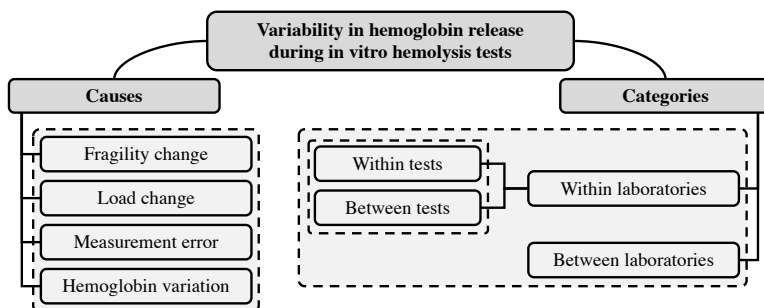 Variability in hemoglobin release
during in vitro hemolysis tests
Causes
Categories
Fragility change
Load change
Measurement error
Hemoglobin variation
Within tests
Between tests
Within laboratories
Between laboratories